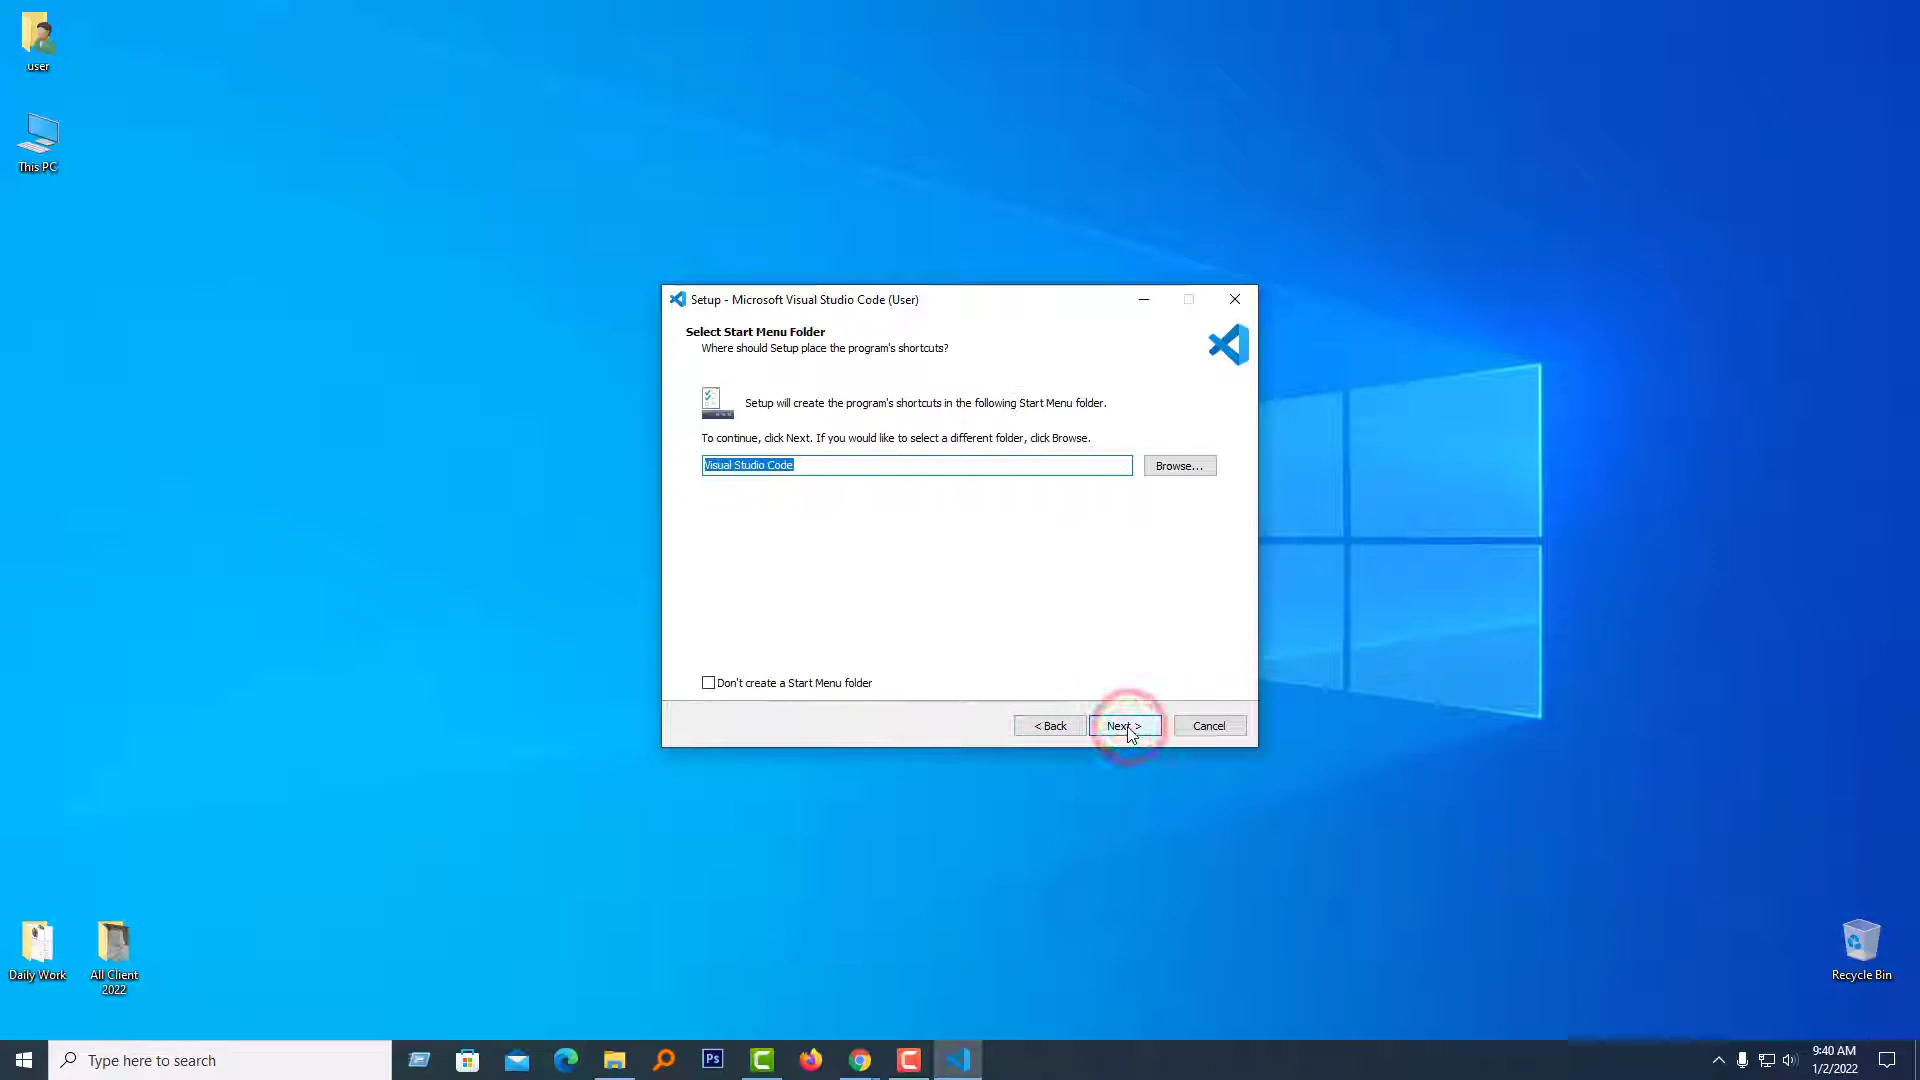 user
This PC
Setup - Microsoft Visual Studio Code (User)
Select Start Menu Folder
Where should Setup place the program's shortcuts?
Setup will create the program's shortcuts in the following Start Menu folder.
To continue, click Next. If you would like to select a different folder, click Browse.
Visual Studio Code
Browse...
Don't create a Start Menu folder
< Back
Next >
Cancel
Daily Work
All Client
2022
Recycle Bin
Type here to search
Ps
9:40 AM
1/2/2022